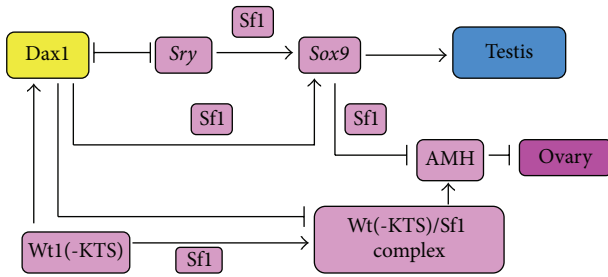 Sf1
Dax1
Sry
Sox9
Testis
Sf1
Sf1
AMH
Ovary
Wt1(-KTS)
Sf1
Wt(-KTS)/Sf1
complex